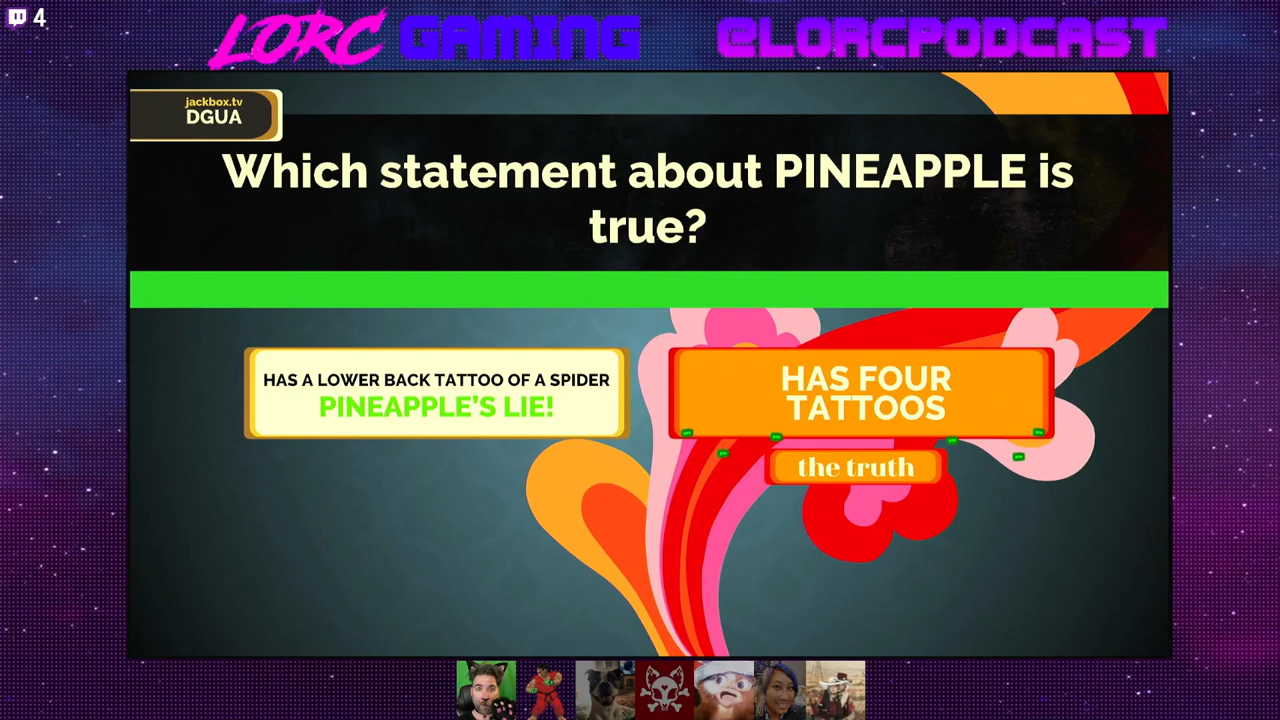 4
LORC GAMING
@LORCPODCAST
jackbox.tv
DGUA
Which statement about PINEAPPLE is
true?
HAS A LOWER BACK TATTOO OF A SPIDER
PINEAPPLE'S LIE!
HAS FOUR
TATTOOS
the truth